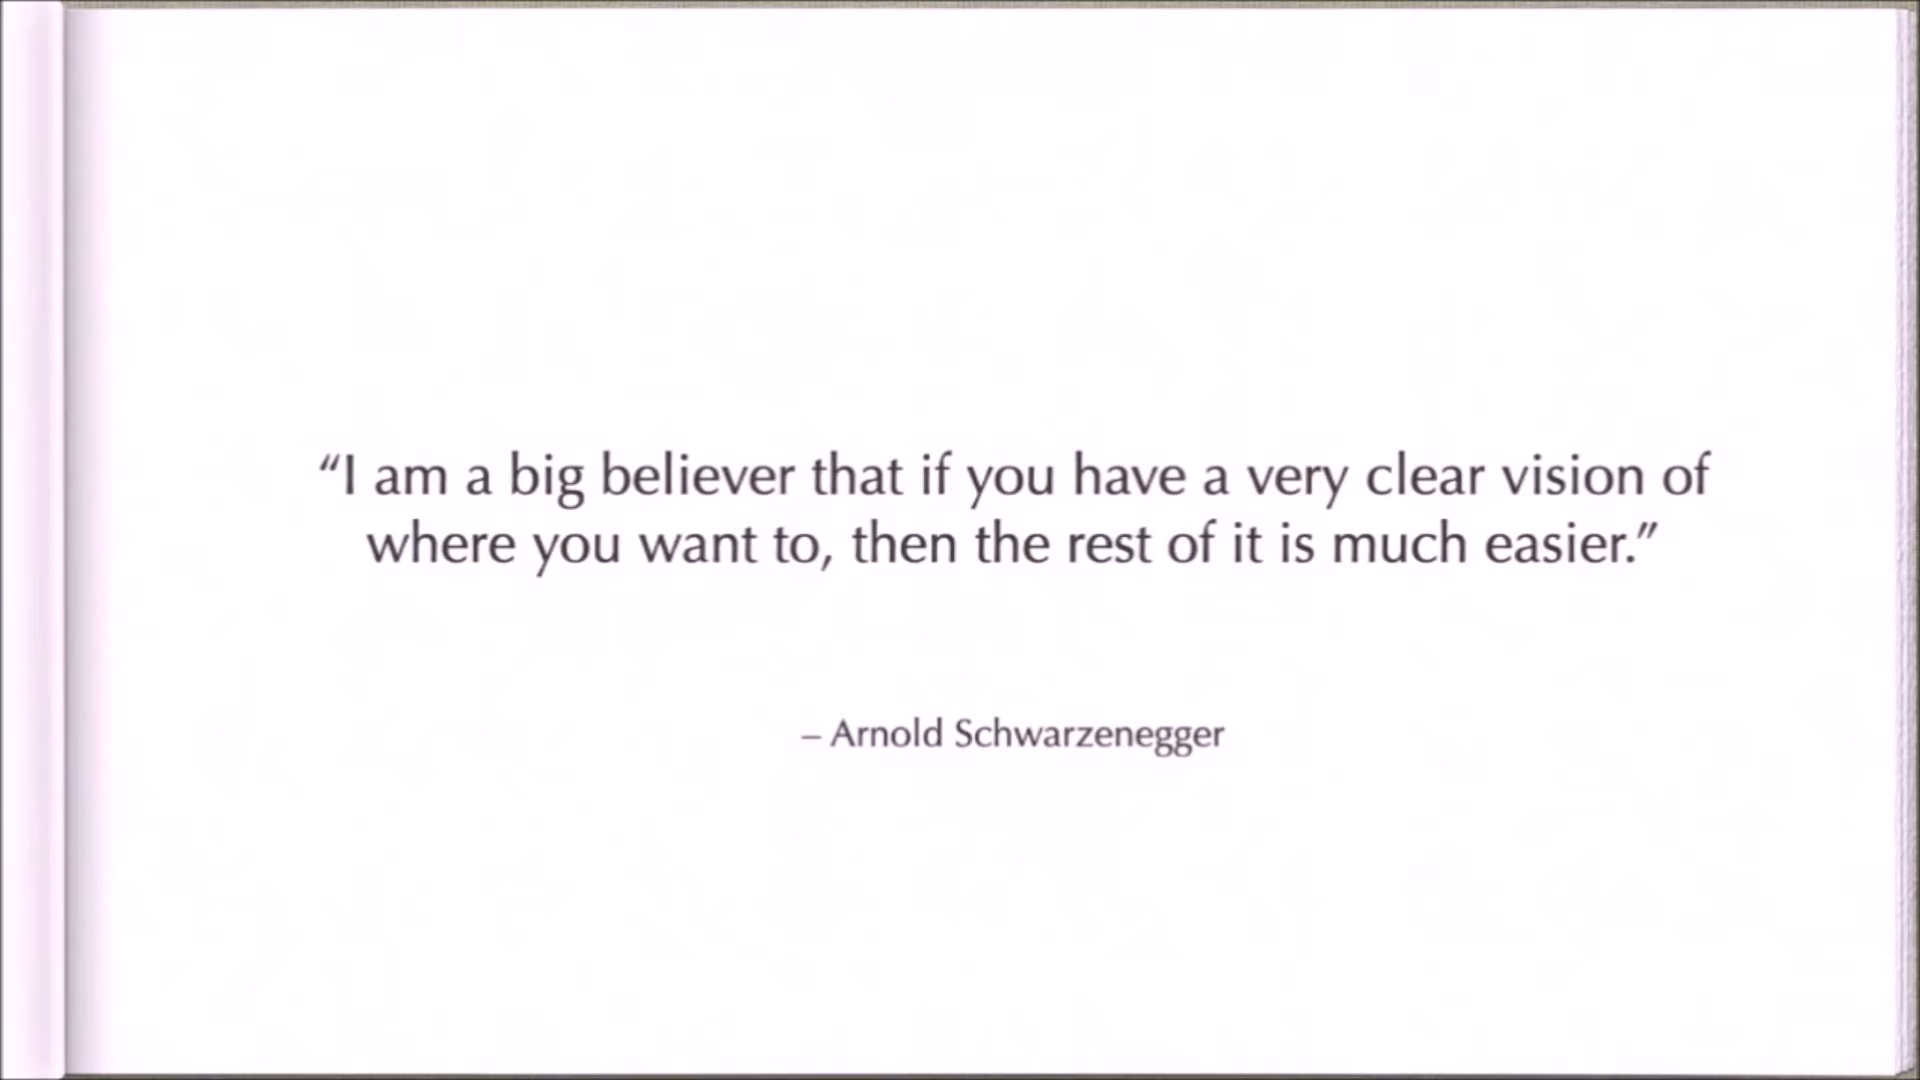 “I am a big believer that if you have a very clear vision of
where you want to, then the rest of it is much easier.”
– Arnold Schwarzenegger